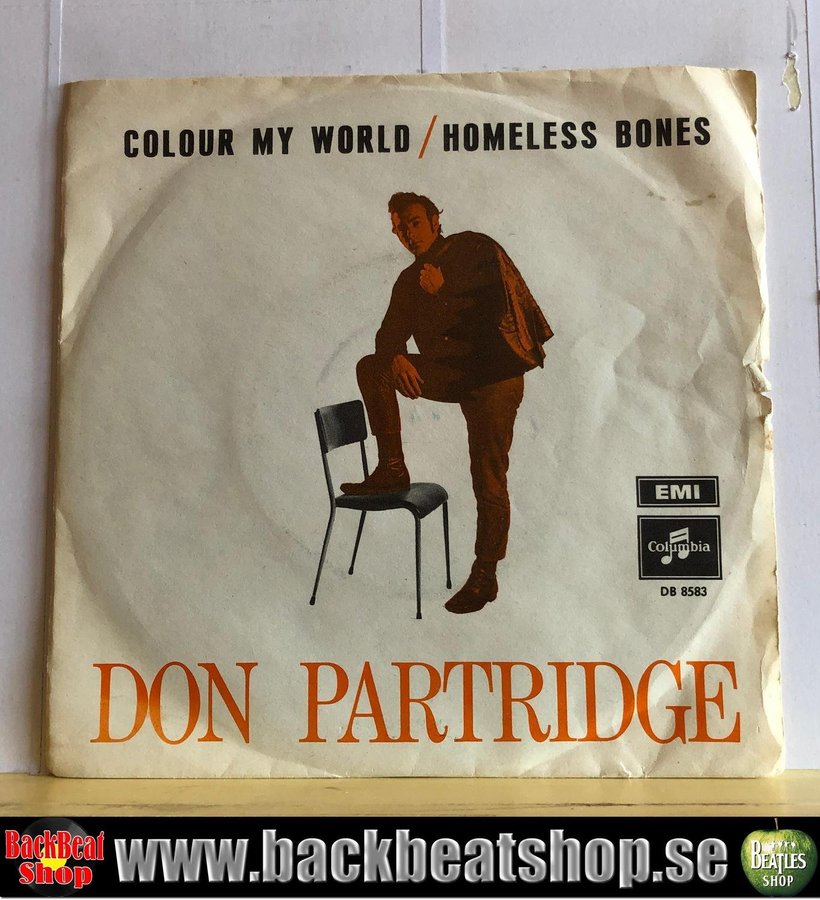 COLOUR MY WORLD / HOMELESS BONES
EMI
Columbia
DB 8583
DON PARTRIDGE
BackBeat
Shop
www.backbeatshop.se
BEATLES
SHOP